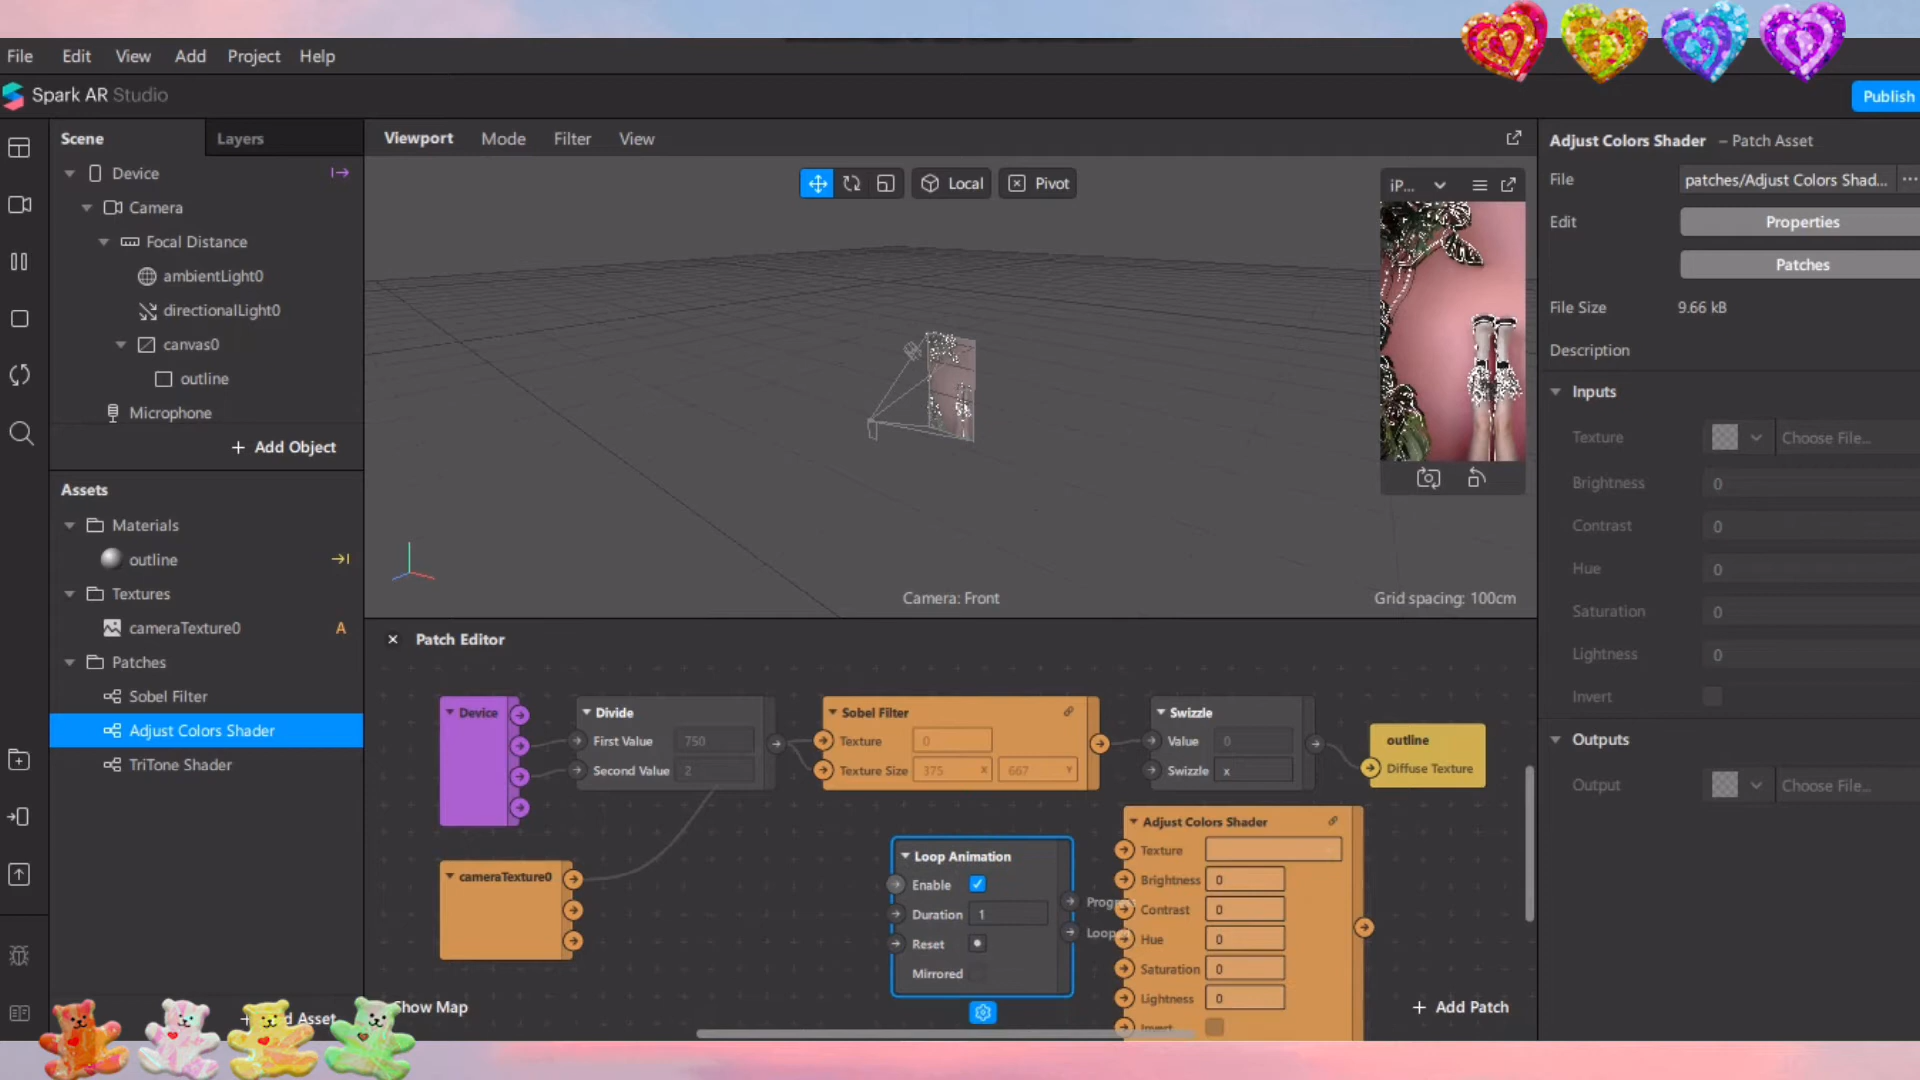 File Edit View Add Project Help
Spark AR Studio
Publish
Scene Layers
Device
Camera
Focal Distance
ambientLight0
directionalLight0
canvas0
outline
Microphone
+ Add Object
Assets
Materials
outline
Textures
cameraTexture0 A
Patches
Sobel Filter
Adjust Colors Shader
TriTone Shader
Viewport Mode Filter View
Local Pivot
iP...
Camera: Front
Grid spacing: 100cm
Patch Editor
Device
Divide
First Value 750
Second Value 2
Sobel Filter
Texture 0
Texture Size 375 X 667 Y
Swizzle
Value 0
Swizzle x
outline
Diffuse Texture
cameraTexture0
Loop Animation
Enable
Duration 1
Reset
Mirrored
Adjust Colors Shader
Texture
Brightness 0
Contrast 0
Hue 0
Saturation 0
Lightness 0
Invert
+ Add Patch
Adjust Colors Shader – Patch Asset
File patches/Adjust Colors Shad...
Edit Properties
Patches
File Size 9.66 kB
Description
Inputs
Texture Choose File...
Brightness 0
Contrast 0
Hue 0
Saturation 0
Lightness 0
Invert
Outputs
Output Choose File...